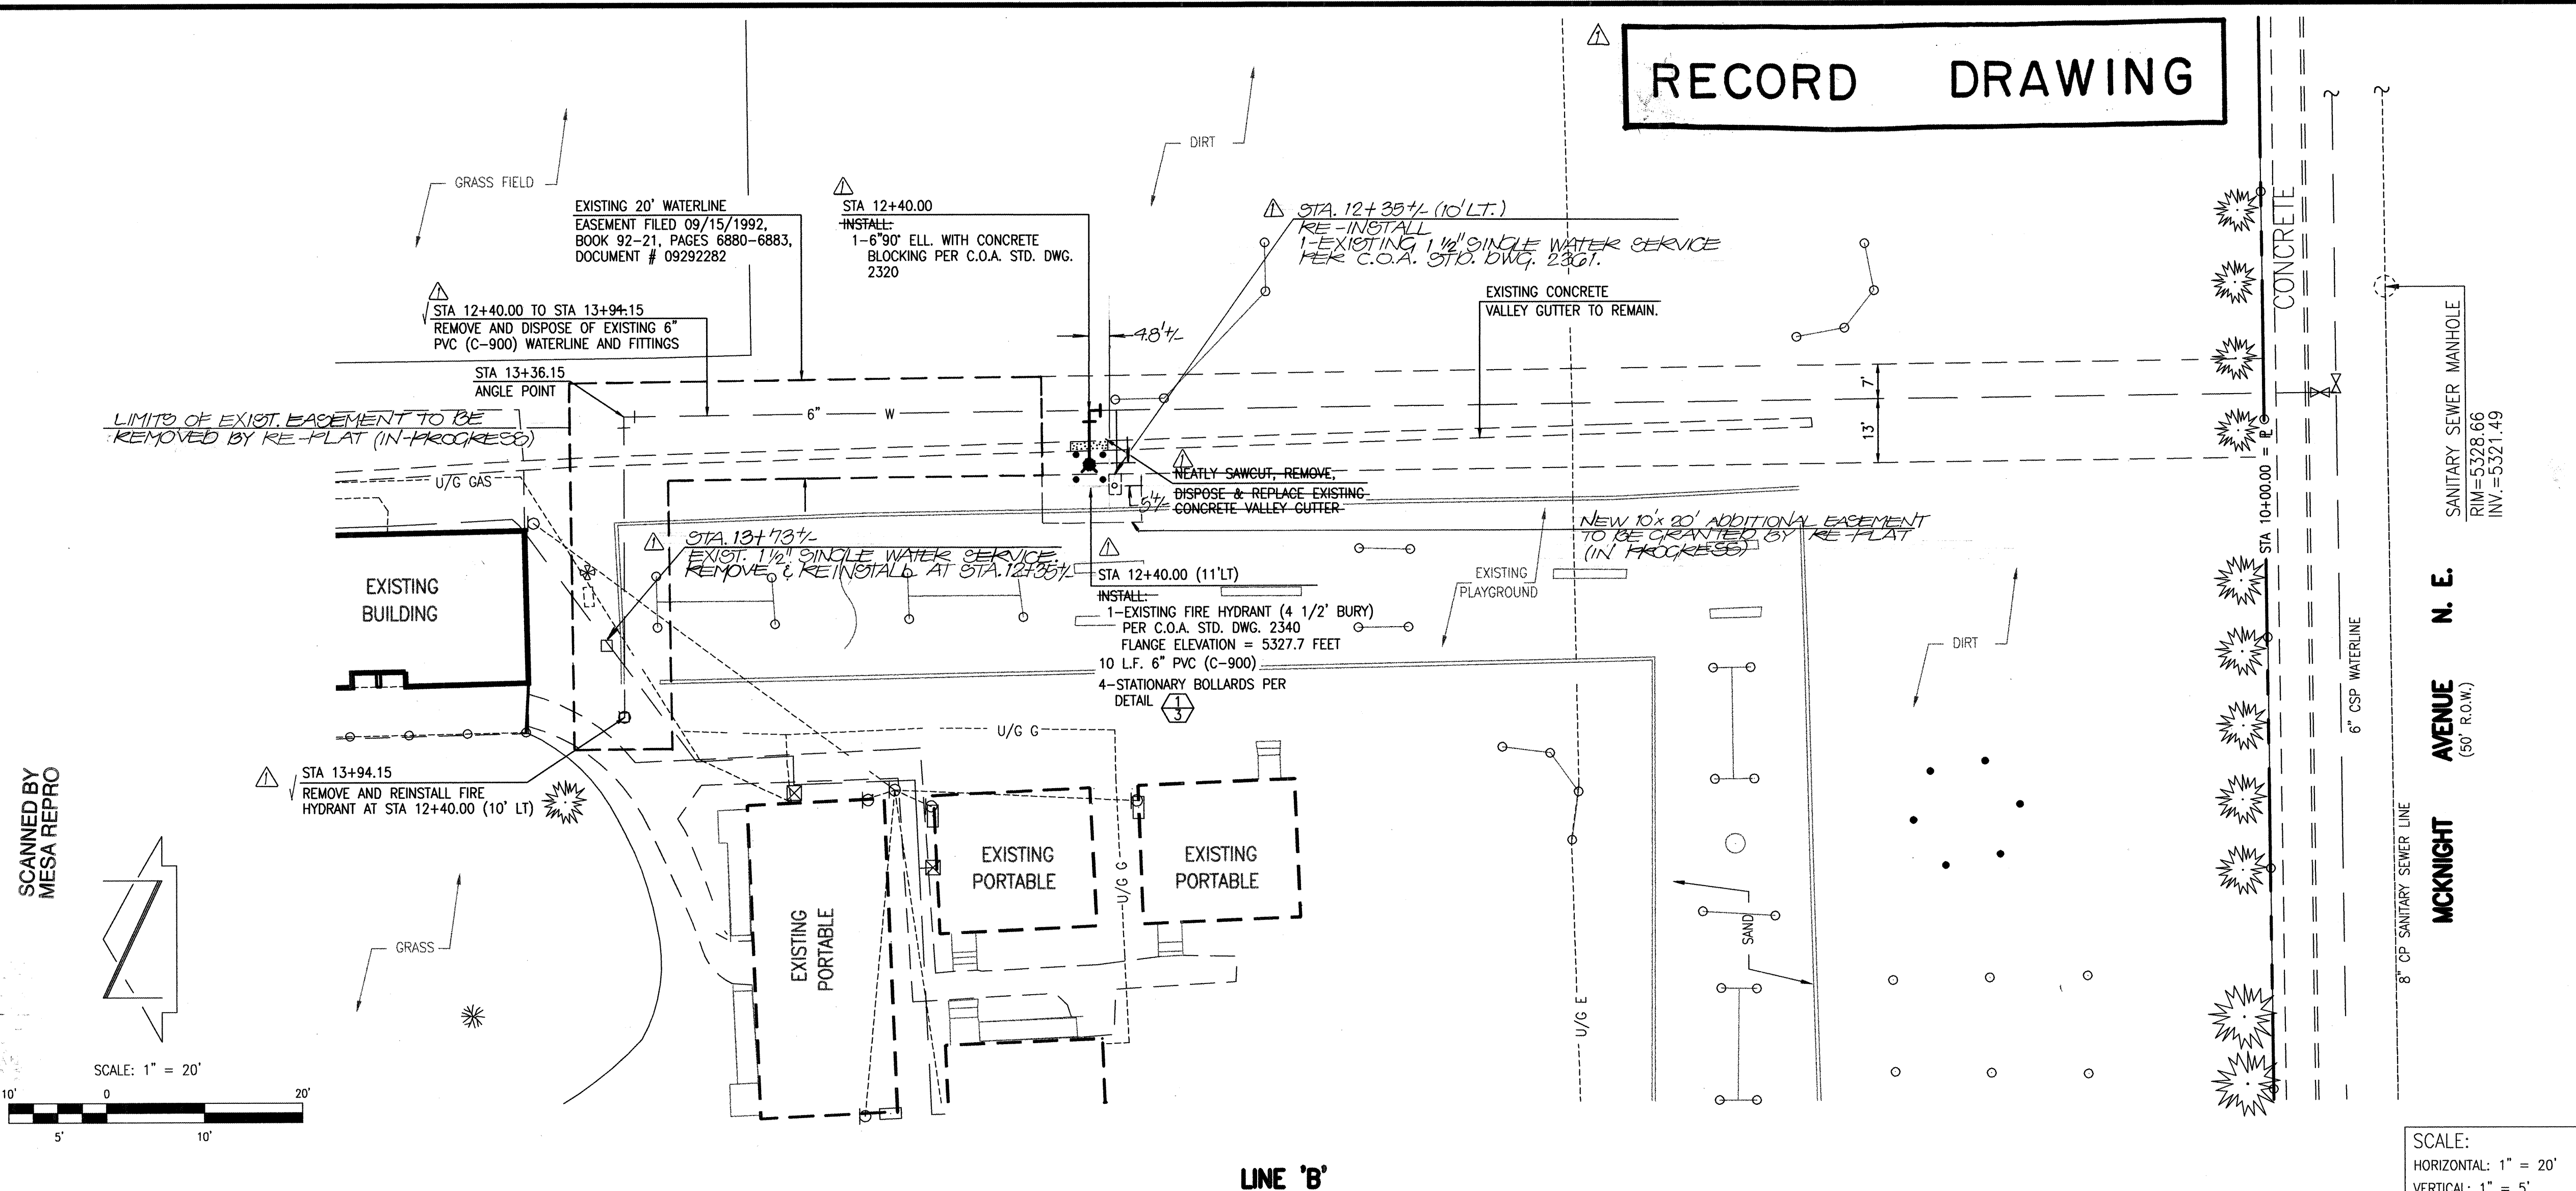 RECORD DRAWING
1
DIRT
GRASS FIELD
EXISTING 20' WATERLINE
EASEMENT FILED 09/15/1992,
BOOK 92-21, PAGES 6880-6883,
DOCUMENT # 09292282
1
STA 12+40.00
INSTALL:
1-6"90° ELL. WITH CONCRETE
BLOCKING PER C.O.A. STD. DWG.
2320
1
STA. 12+35+/- (10'LT.)
RE-INSTALL
1-EXISTING 1 1/2" SINGLE WATER SERVICE
PER C.O.A. STD. DWG. 2361.
1
STA 12+40.00 TO STA 13+94.15
REMOVE AND DISPOSE OF EXISTING 6"
PVC (C-900) WATERLINE AND FITTINGS
EXISTING CONCRETE
VALLEY GUTTER TO REMAIN.
4.8'+/-
STA 13+36.15
ANGLE POINT
LIMITS OF EXIST. EASEMENT TO BE
REMOVED BY RE-PLAT (IN-PROGRESS)
6" W
7'
13'
U/G GAS
1
NEATLY SAWCUT, REMOVE,
DISPOSE & REPLACE EXISTING
CONCRETE VALLEY GUTTER
5'+/-
NEW 10'x 20' ADDITIONAL EASEMENT
TO BE GRANTED BY RE-PLAT
(IN PROGRESS)
1
STA. 13+73+/-
EXIST. 1 1/2" SINGLE WATER SERVICE.
REMOVE & REINSTALL AT STA.12+35+/-
1
STA 12+40.00 (11'LT)
INSTALL:
1-EXISTING FIRE HYDRANT (4 1/2' BURY)
PER C.O.A. STD. DWG. 2340
FLANGE ELEVATION = 5327.7 FEET
10 L.F. 6" PVC (C-900)
4-STATIONARY BOLLARDS PER
DETAIL 1
3
EXISTING
BUILDING
EXISTING
PLAYGROUND
DIRT
U/G G
1
STA 13+94.15
REMOVE AND REINSTALL FIRE
HYDRANT AT STA 12+40.00 (10' LT)
EXISTING
PORTABLE
EXISTING
PORTABLE
EXISTING
PORTABLE
U/G G
GRASS
SAND
U/G E
CONCRETE
STA 10+00.00 = PL
SANITARY SEWER MANHOLE
RIM=5328.66
INV.=5321.49
6" CSP WATERLINE
8" CP SANITARY SEWER LINE
MCKNIGHT AVENUE N. E.
(50' R.O.W.)
SCANNED BY
MESA REPRO
SCALE: 1" = 20'
10' 0 20'
5' 10'
LINE 'B'
SCALE:
HORIZONTAL: 1" = 20'
VERTICAL: 1" = 5'